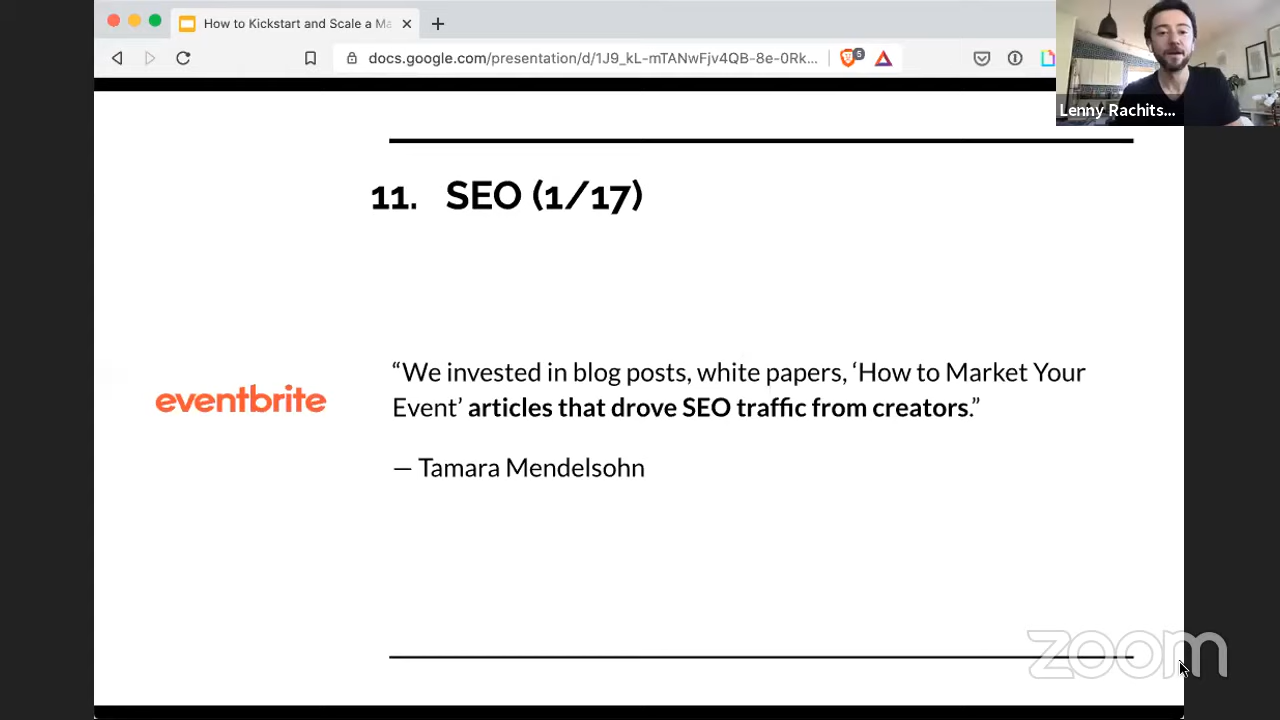 How to Kickstart and Scale a Ma
docs.google.com/presentation/d/1J9_kL-mTANwFjv4QB-8e-0Rk...
5
Lenny Rachits...
11. SEO (1/17)
eventbrite
“We invested in blog posts, white papers, ‘How to Market Your
Event’ articles that drove SEO traffic from creators.”
— Tamara Mendelsohn
zoom